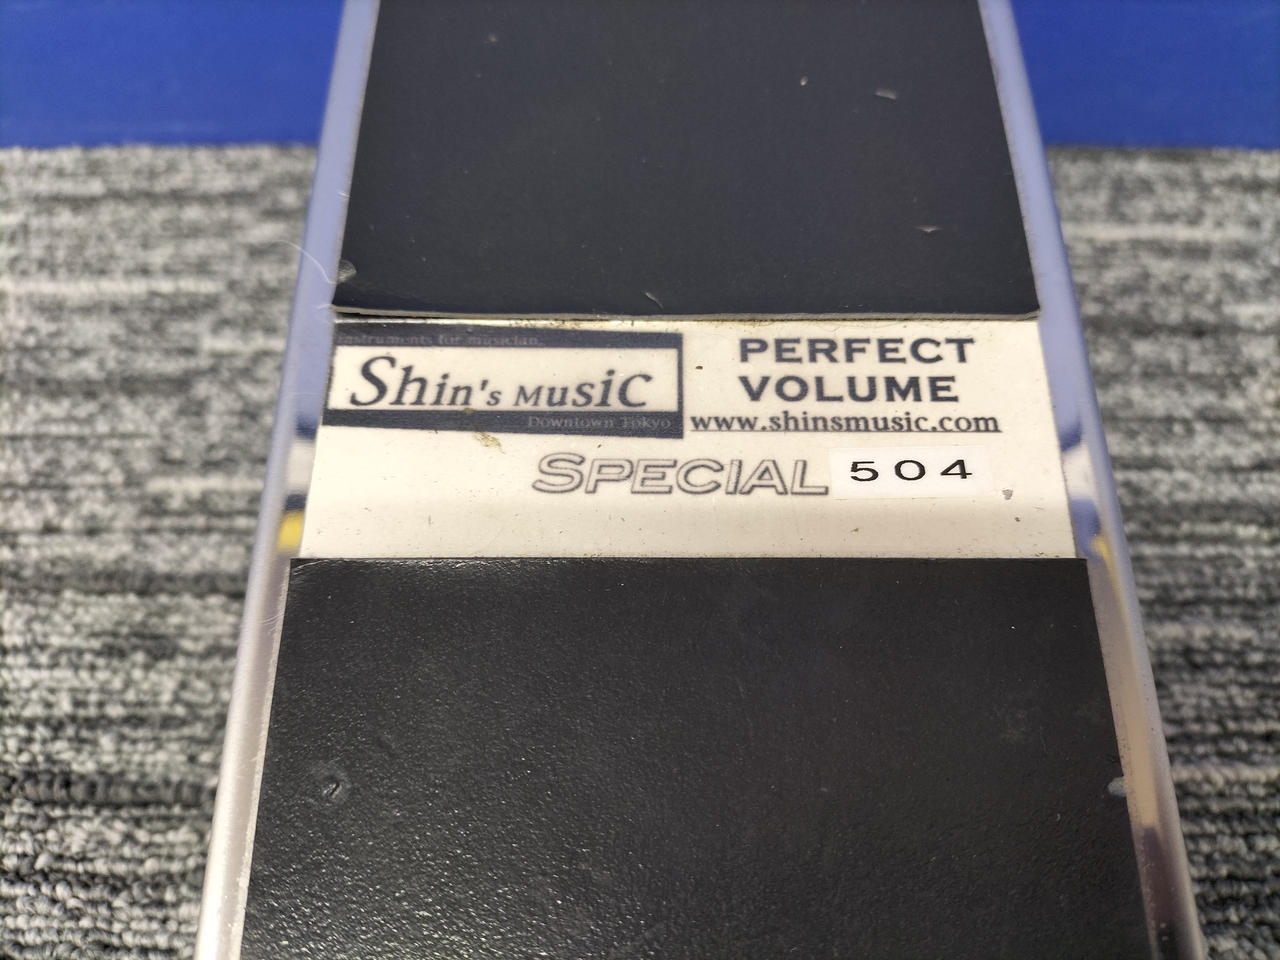 instruments for musician.
Shin's Music
Downtown Tokyo
PERFECT
VOLUME
www.shinsmusic.com
SPECIAL 504